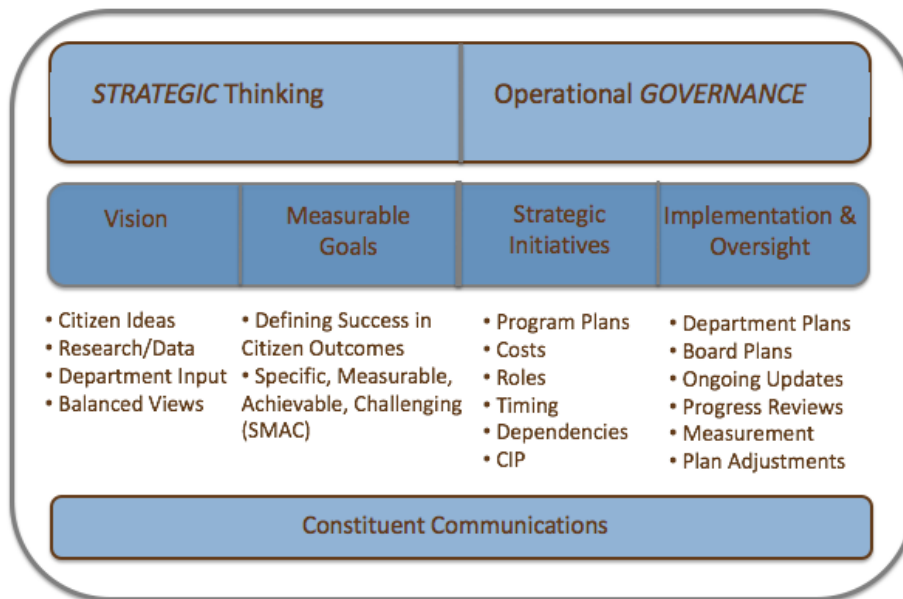 STRATEGIC Thinking
Operational GOVERNANCE
Vision
Measurable
Goals
Strategic
Initiatives
Implementation &
Oversight
• Citizen Ideas
• Research/Data
• Department Input
• Balanced Views
• Defining Success in
Citizen Outcomes
• Specific, Measurable,
Achievable, Challenging
(SMAC)
• Program Plans
• Costs
• Roles
• Timing
• Dependencies
• CIP
• Department Plans
• Board Plans
• Ongoing Updates
• Progress Reviews
• Measurement
• Plan Adjustments
Constituent Communications